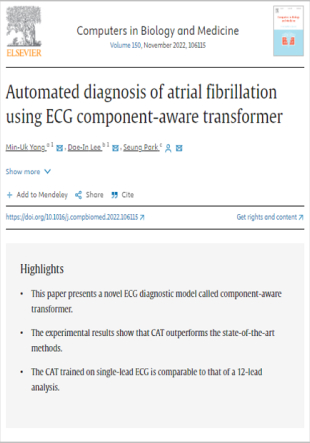 ELSEVIER
Computers in Biology and Medicine
Volume 150, November 2022, 106115
Automated diagnosis of atrial fibrillation
using ECG component-aware transformer
Min-Uk Yang a 1, Dae-In Lee b 1, Seung Park c
Show more
Add to Mendeley Share Cite
https://doi.org/10.1016/j.compbiomed.2022.106115
Get rights and content
Highlights
• This paper presents a novel ECG diagnostic model called component-aware
transformer.
• The experimental results show that CAT outperforms the state-of-the-art
methods.
• The CAT trained on single-lead ECG is comparable to that of a 12-lead
analysis.